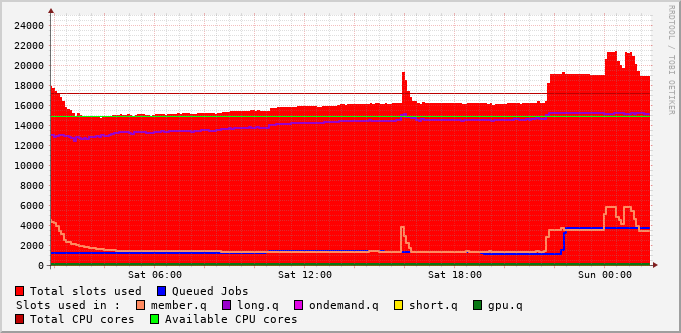 RRDTOOL / TOBI OETIKER
24000
22000
20000
18000
16000
14000
12000
10000
8000
6000
4000
2000
0
Sat 06:00 Sat 12:00 Sat 18:00 Sun 00:00
Total slots used Queued Jobs
Slots used in : member.q long.q ondemand.q short.q gpu.q
Total CPU cores Available CPU cores